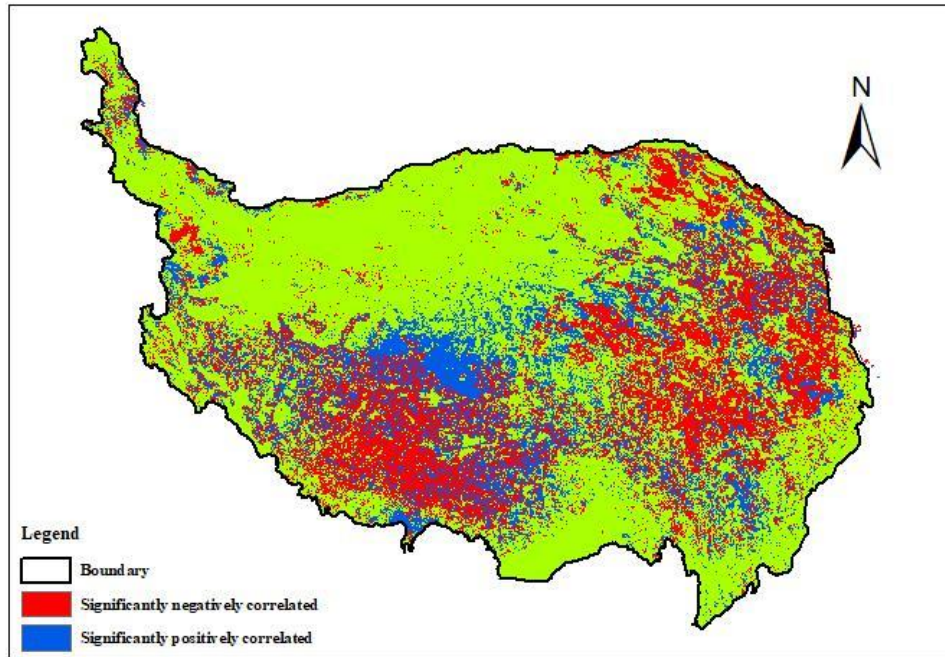 N
Legend
Boundary
Significantly negatively correlated
Significantly positively correlated